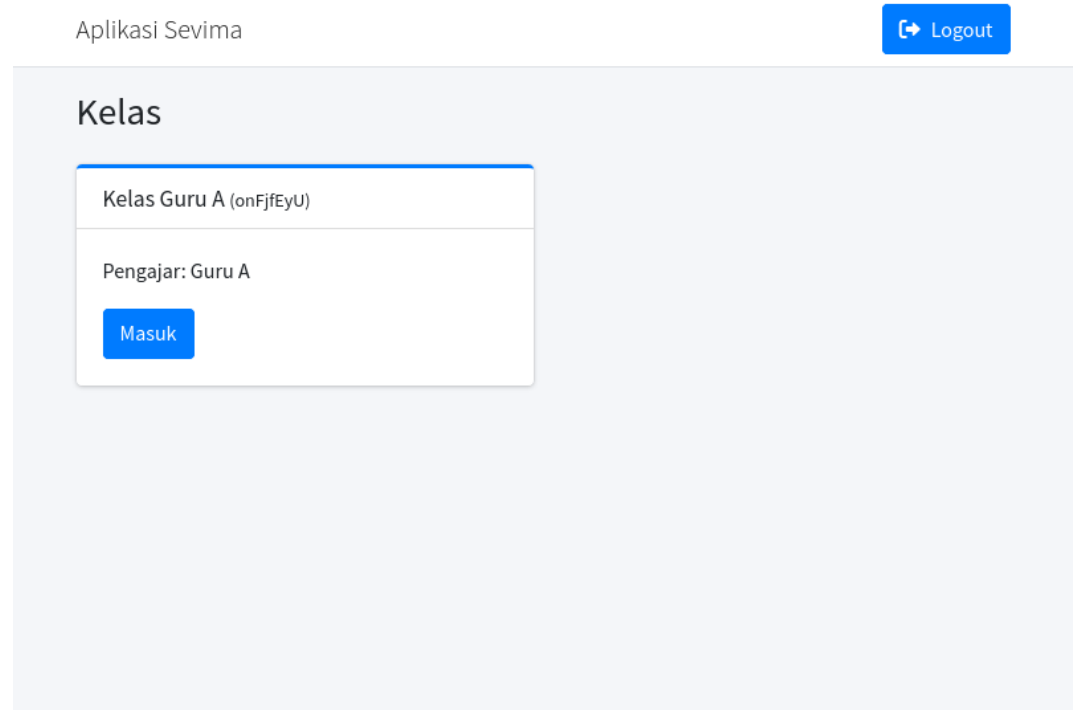 Aplikasi Sevima
Logout
Kelas
Kelas Guru A (onFjfEyU)
Pengajar: Guru A
Masuk